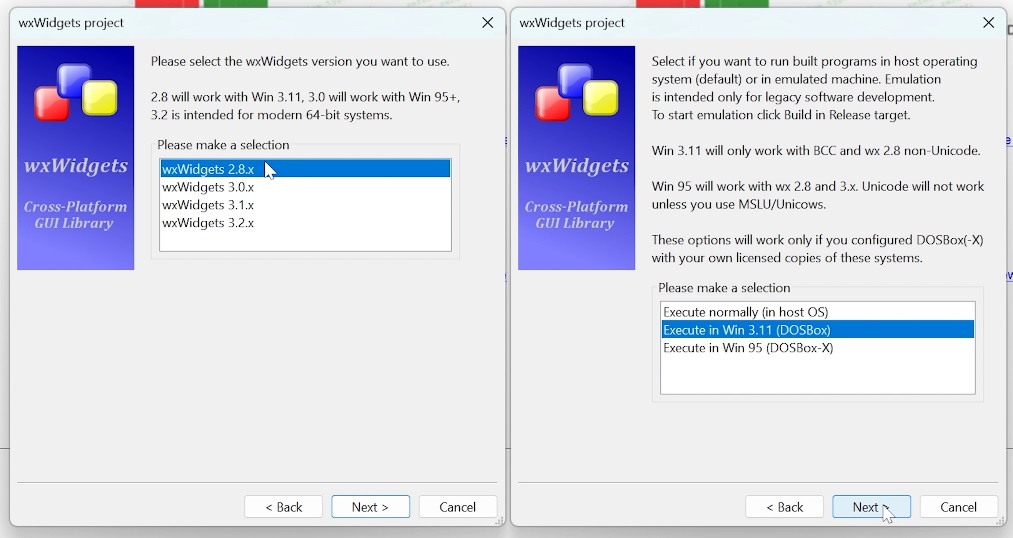 wxWidgets project
wxWidgets
Cross-Platform
GUI Library
Please select the wxWidgets version you want to use.
2.8 will work with Win 3.11, 3.0 will work with Win 95+,
3.2 is intended for modern 64-bit systems.
Please make a selection
wxWidgets 2.8.x
wxWidgets 3.0.x
wxWidgets 3.1.x
wxWidgets 3.2.x
< Back
Next >
Cancel
wxWidgets project
wxWidgets
Cross-Platform
GUI Library
Select if you want to run built programs in host operating
system (default) or in emulated machine. Emulation
is intended only for legacy software development.
To start emulation click Build in Release target.
Win 3.11 will only work with BCC and wx 2.8 non-Unicode.
Win 95 will work with wx 2.8 and 3.x. Unicode will not work
unless you use MSLU/Unicows.
These options will work only if you configured DOSBox(-X)
with your own licensed copies of these systems.
Please make a selection
Execute normally (in host OS)
Execute in Win 3.11 (DOSBox)
Execute in Win 95 (DOSBox-X)
< Back
Next >
Cancel